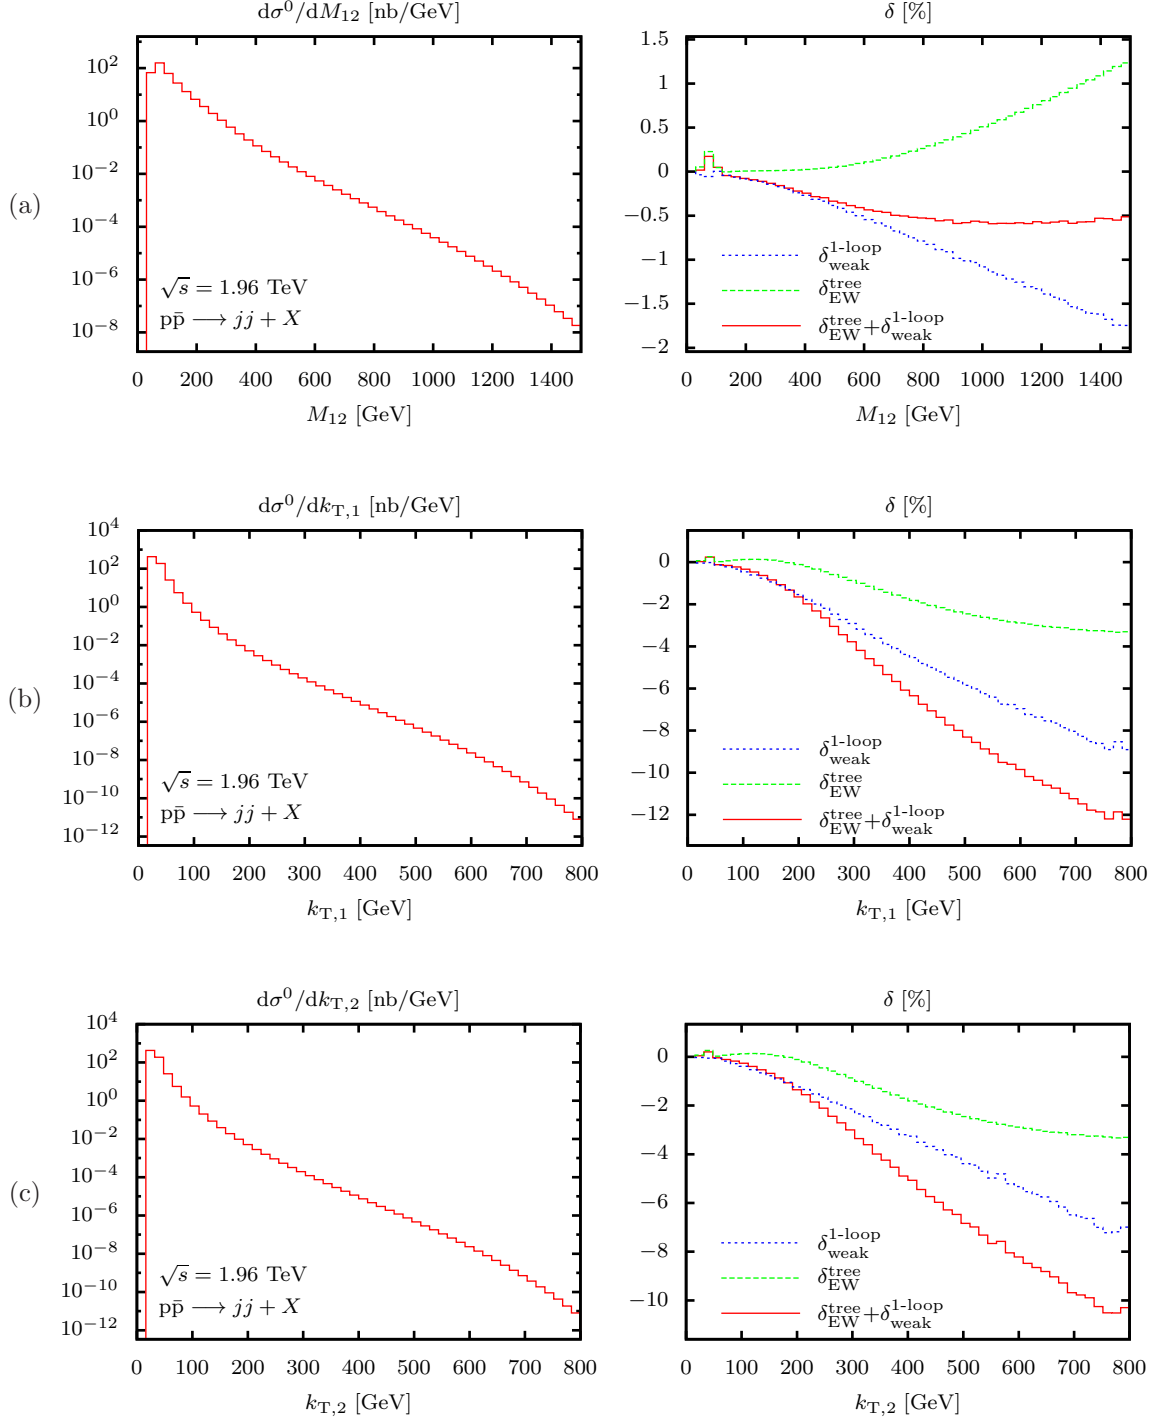 dσ⁰/dM₁₂ [nb/GeV]
10²
10⁰
10⁻²
10⁻⁴
10⁻⁶
10⁻⁸
√s = 1.96 TeV
pp̄ ⟶ jj + X
0 200 400 600 800 1000 1200 1400
M₁₂ [GeV]
(a)
δ [%]
1.5
1
0.5
0
−0.5
−1
−1.5
−2
δ^{1-loop}_{weak}
δ^{tree}_{EW}
δ^{tree}_{EW}+δ^{1-loop}_{weak}
0 200 400 600 800 1000 1200 1400
M₁₂ [GeV]
dσ⁰/dk_{T,1} [nb/GeV]
10⁴
10²
10⁰
10⁻²
10⁻⁴
10⁻⁶
10⁻⁸
10⁻¹⁰
10⁻¹²
√s = 1.96 TeV
pp̄ ⟶ jj + X
0 100 200 300 400 500 600 700 800
k_{T,1} [GeV]
(b)
δ [%]
0
−2
−4
−6
−8
−10
−12
δ^{1-loop}_{weak}
δ^{tree}_{EW}
δ^{tree}_{EW}+δ^{1-loop}_{weak}
0 100 200 300 400 500 600 700 800
k_{T,1} [GeV]
dσ⁰/dk_{T,2} [nb/GeV]
10⁴
10²
10⁰
10⁻²
10⁻⁴
10⁻⁶
10⁻⁸
10⁻¹⁰
10⁻¹²
√s = 1.96 TeV
pp̄ ⟶ jj + X
0 100 200 300 400 500 600 700 800
k_{T,2} [GeV]
(c)
δ [%]
0
−2
−4
−6
−8
−10
δ^{1-loop}_{weak}
δ^{tree}_{EW}
δ^{tree}_{EW}+δ^{1-loop}_{weak}
0 100 200 300 400 500 600 700 800
k_{T,2} [GeV]